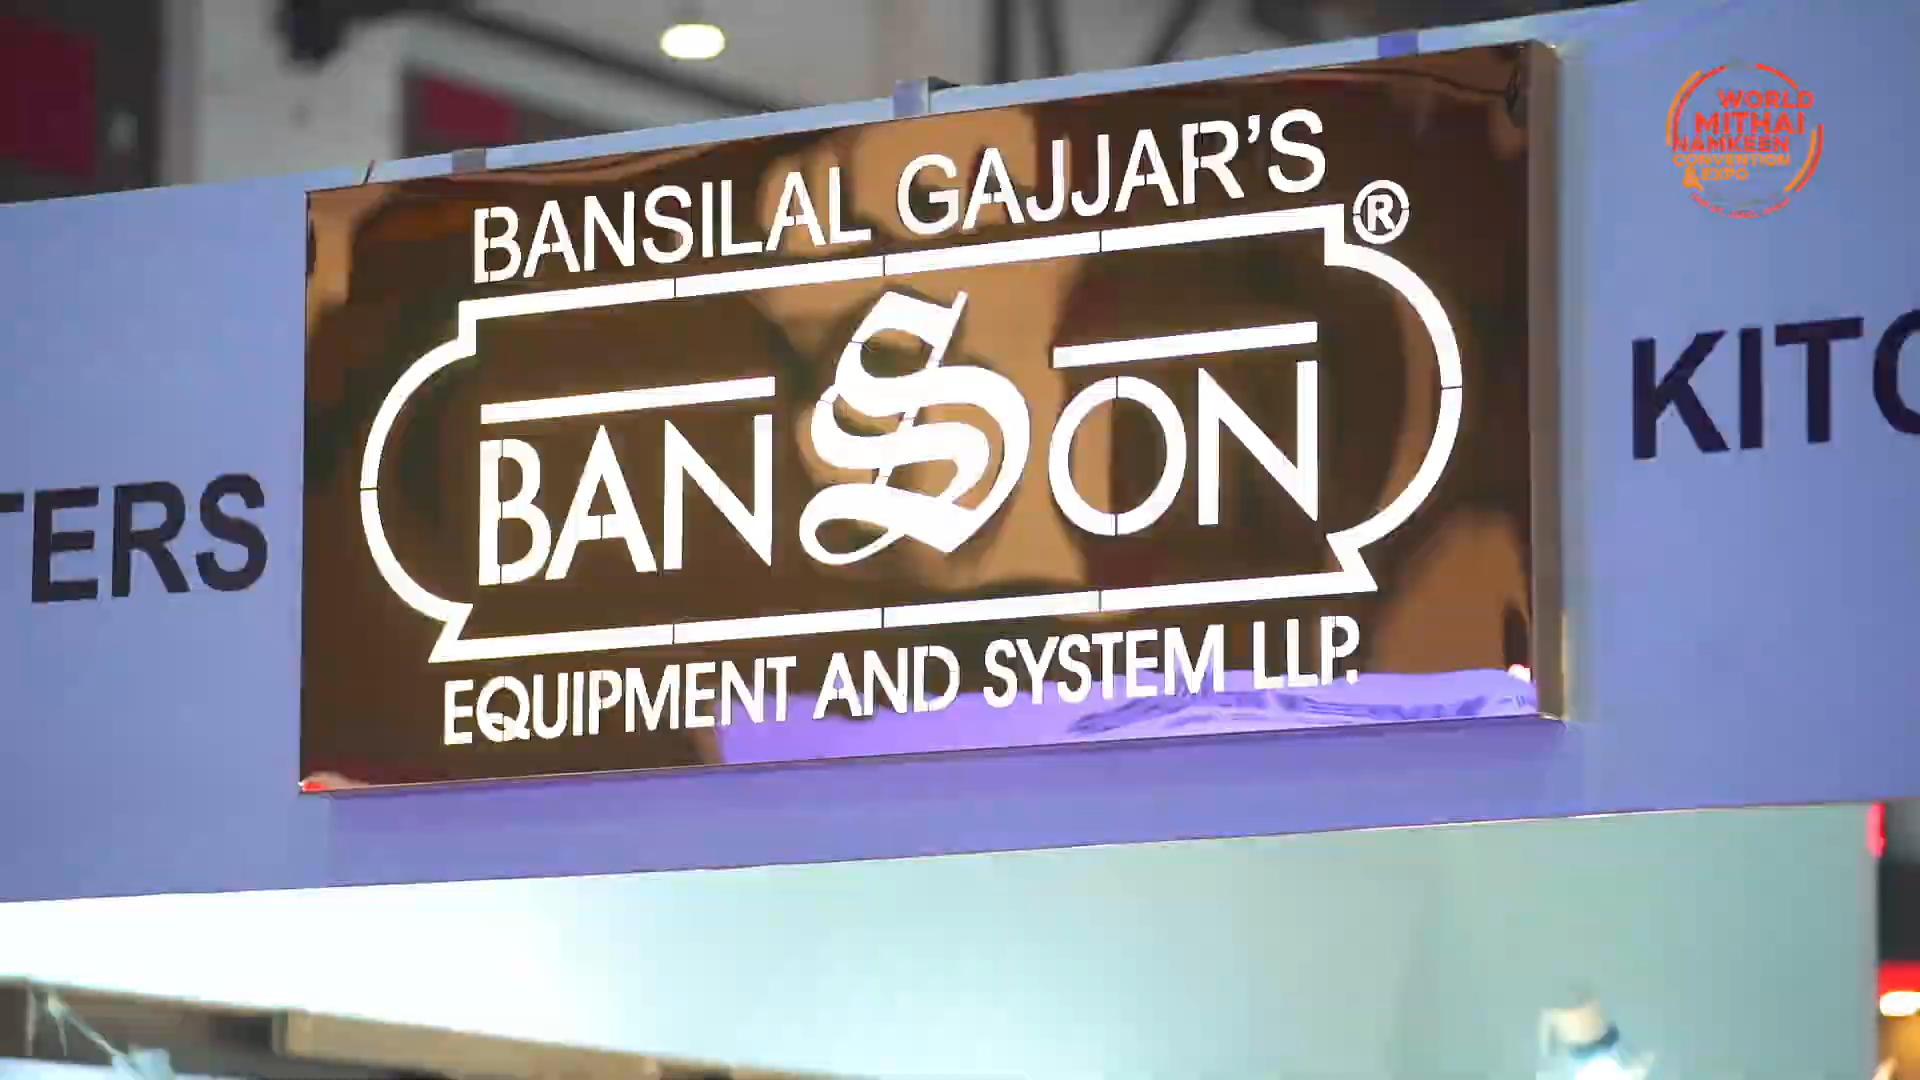 BANSILAL GAJJAR'S
BANSON®
EQUIPMENT AND SYSTEM LLP.
TERS
KITC
WORLD
MITHAI
NAMKEEN
CONVENTION
& EXPO